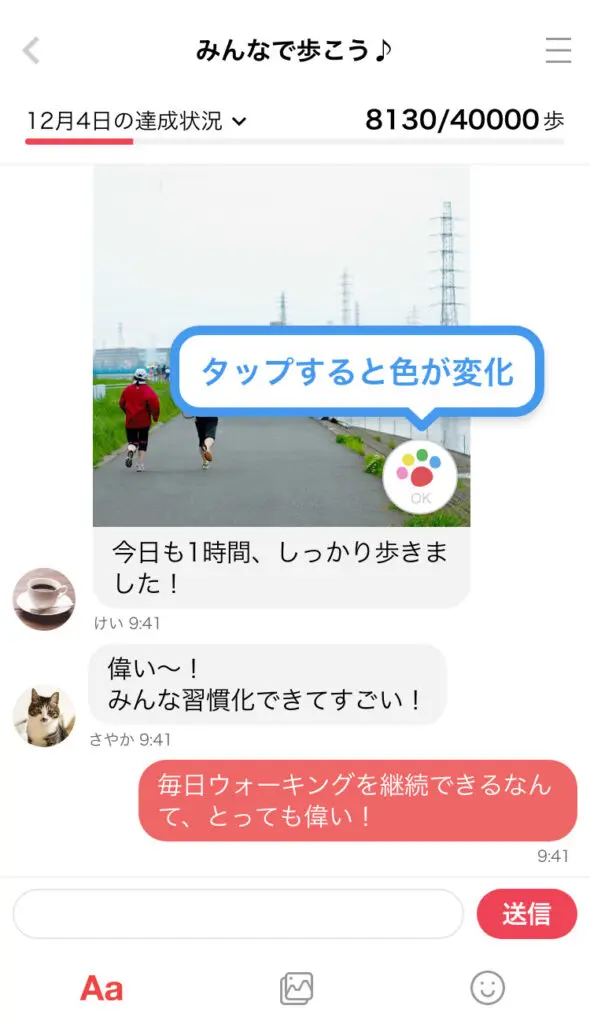 みんなで歩こう♪
12月4日の達成状況
8130/40000歩
タップすると色が変化
OK
今日も1時間、しっかり歩きま
した！
けい 9:41
偉い〜！
みんな習慣化できてすごい！
さやか 9:41
毎日ウォーキングを継続できるなん
て、とっても偉い！
9:41
送信
Aa